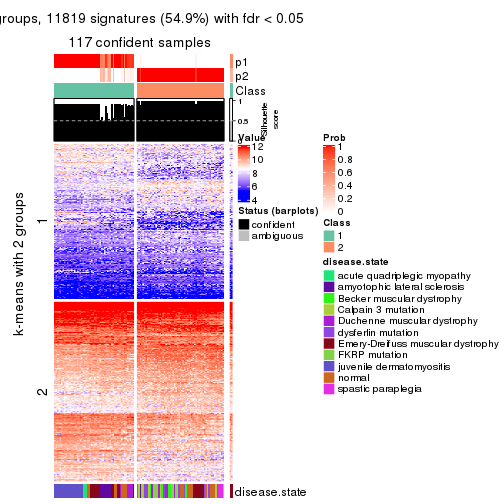 groups, 11819 signatures (54.9%) with fdr < 0.05
117 confident samples
p1
p2
Class
1
0.5
0
Silhouette
score
k-means with 2 groups
1
2
disease.state
Value
12
10
8
6
4
Status (barplots)
confident
ambiguous
Prob
1
0.8
0.6
0.4
0.2
0
Class
1
2
disease.state
acute quadriplegic myopathy
amyotophic lateral sclerosis
Becker muscular dystrophy
Calpain 3 mutation
Duchenne muscular dystrophy
dysferlin mutation
Emery-Dreifuss muscular dystrophy
FKRP mutation
juvenile dermatomyositis
normal
spastic paraplegia